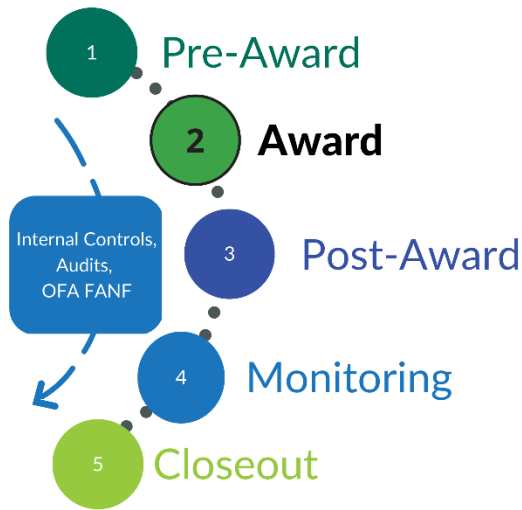 1 Pre-Award
2 Award
Internal Controls,
Audits,
OFA FANF
3 Post-Award
4 Monitoring
5 Closeout